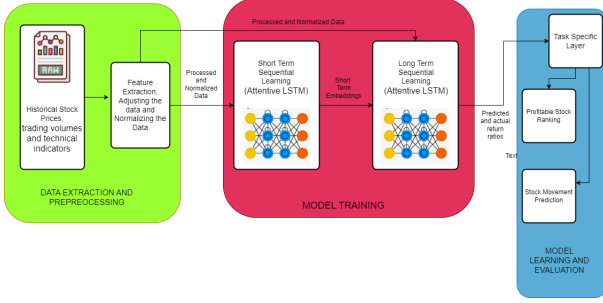 Processed and Normalized Data
RAW
Historical Stock
Prices,
trading volumes
and technical
indicators
Feature
Extraction,
Adjusting the
data and
Normalizing the
Data
DATA EXTRACTION AND
PREPREOCESSING
Processed
and
Normalized
Data
Short Term
Sequential
Learning
(Attentive LSTM)
Short
Term
Embeddings
Long Term
Sequential
Learning
(Attentive LSTM)
MODEL TRAINING
Predicted
and actual
return
ratios
Text
Task Specific
Layer
Profitable Stock
Ranking
Stock Movement
Prediction
MODEL
LEARNING AND
EVALUATION